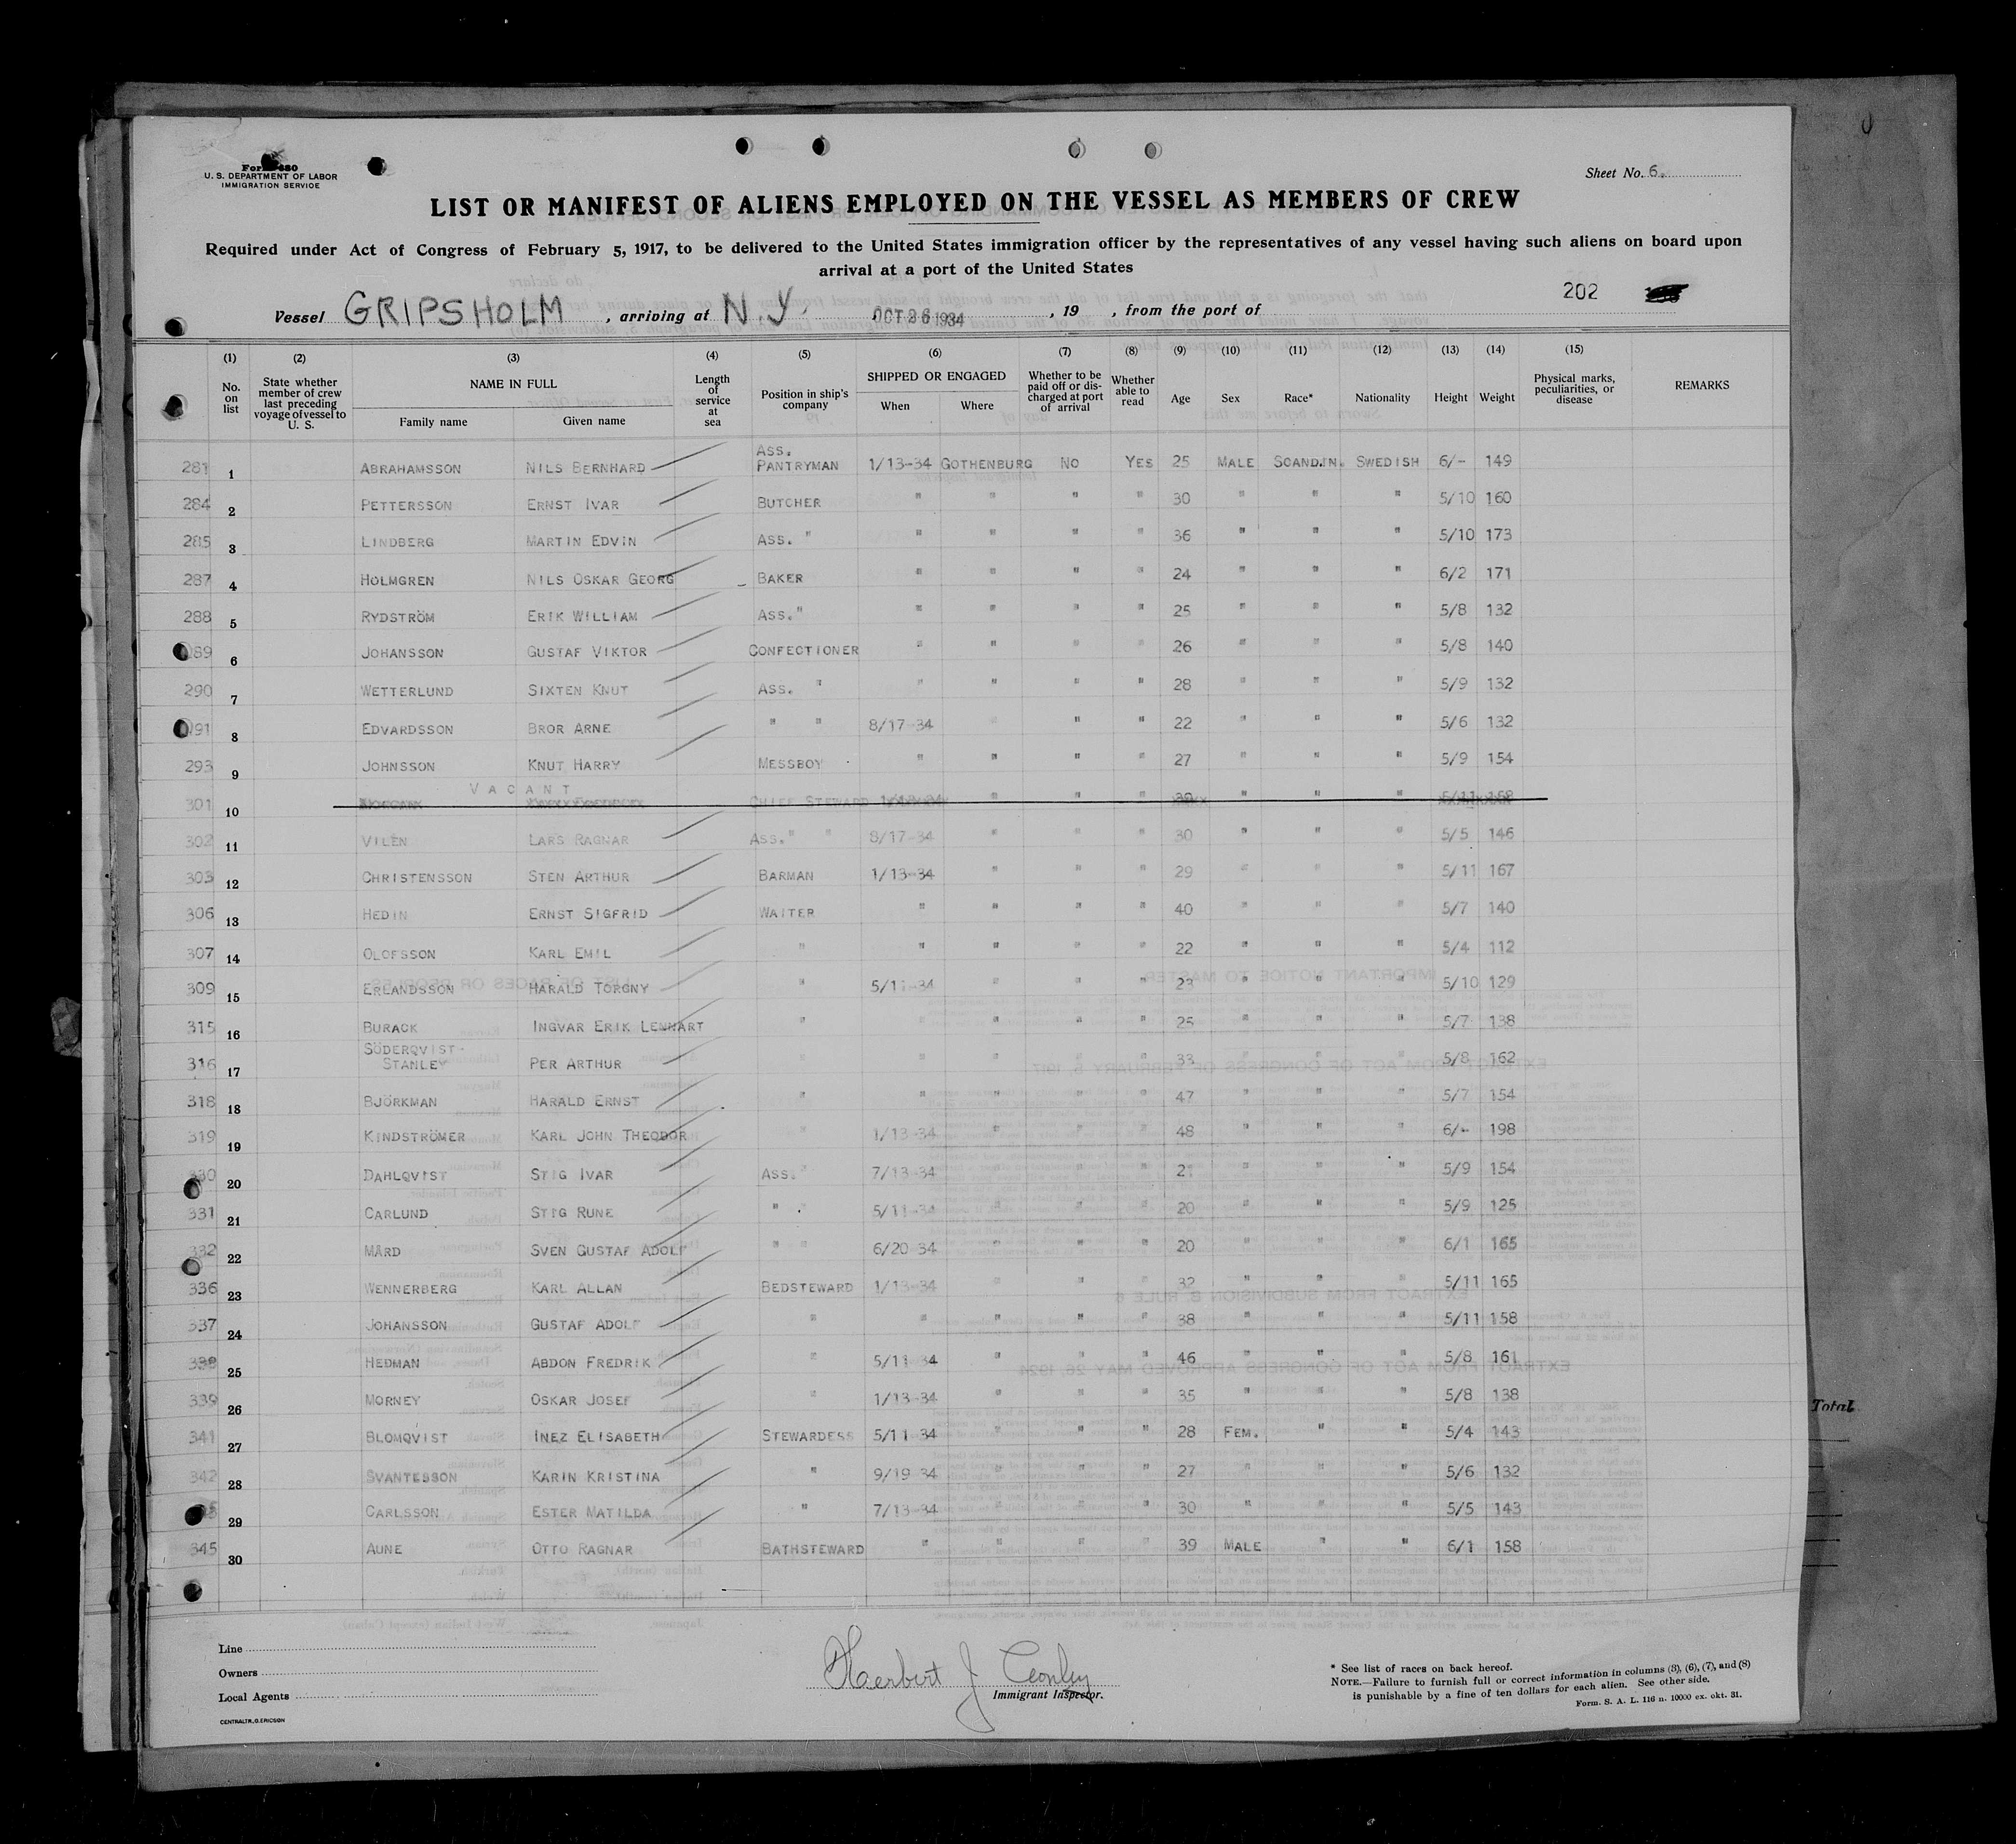 Form 680
U. S. DEPARTMENT OF LABOR
IMMIGRATION SERVICE
Sheet No. 6.
LIST OR MANIFEST OF ALIENS EMPLOYED ON THE VESSEL AS MEMBERS OF CREW
Required under Act of Congress of February 5, 1917, to be delivered to the United States immigration officer by the representatives of any vessel having such aliens on board upon
arrival at a port of the United States
202
Vessel GRIPSHOLM, arriving at N.Y. OCT 26 1934, 19 , from the port of
(1) (2) (3) (4) (5) (6) (7) (8) (9) (10) (11) (12) (13) (14) (15)
No. on list State whether member of crew last preceding voyage of vessel to U. S. NAME IN FULL Family name Given name Length of service at sea Position in ship's company SHIPPED OR ENGAGED When Where Whether to be paid off or discharged at port of arrival Whether able to read Age Sex Race* Nationality Height Weight Physical marks, peculiarities, or disease REMARKS
281 1 ABRAHAMSSON NILS BERNHARD ASS. PANTRYMAN 1/13-34 GOTHENBURG NO YES 25 MALE SCAND.IN. SWEDISH 6/- 149
284 2 PETTERSSON ERNST IVAR BUTCHER " " " " 30 " " " 5/10 160
285 3 LINDBERG MARTIN EDVIN ASS. " " " " " 36 " " " 5/10 173
287 4 HOLMGREN NILS OSKAR GEORG BAKER " " " " 24 " " " 6/2 171
288 5 RYDSTRÖM ERIK WILLIAM ASS. " " " " " 25 " " " 5/8 132
289 6 JOHANSSON GUSTAF VIKTOR CONFECTIONER " " " " 26 " " " 5/8 140
290 7 WETTERLUND SIXTEN KNUT ASS. " " " " " 28 " " " 5/9 132
291 8 EDVARDSSON BROR ARNE " " 8/17-34 " " " 22 " " " 5/6 132
293 9 JOHNSSON KNUT HARRY MESSBOY " " " " 27 " " " 5/9 154
301 10 VACANT CHIEF STEWARD 1/13-34 " " " 39 " " " 5/11 158
302 11 VILÉN LARS RAGNAR ASS. " " 8/17-34 " " " 30 " " " 5/5 146
303 12 CHRISTENSSON STEN ARTHUR BARMAN 1/13-34 " " " 29 " " " 5/11 167
306 13 HEDIN ERNST SIGFRID WAITER " " " " 40 " " " 5/7 140
307 14 OLOFSSON KARL EMIL " " " " " 22 " " " 5/4 112
309 15 ERLANDSSON HARALD TORGNY " 5/11-34 " " " 23 " " " 5/10 129
315 16 BURACK INGVAR ERIK LENNART " " " " " 25 " " " 5/7 138
316 17 SÖDERQVIST-STANLEY PER ARTHUR " " " " " 33 " " " 5/8 162
318 18 BJÖRKMAN HARALD ERNST " " " " " 47 " " " 5/7 154
319 19 KINDSTRÖMER KARL JOHN THEODOR " 1/13-34 " " " 48 " " " 6/- 198
330 20 DAHLQVIST STIG IVAR ASS. " 7/13-34 " " " 21 " " " 5/9 154
331 21 CARLUND STIG RUNE " " 5/11-34 " " " 20 " " " 5/9 125
332 22 MÅRD SVEN GUSTAF ADOLF " " 6/20-34 " " " 20 " " " 6/1 165
336 23 WENNERBERG KARL ALLAN BEDSTEWARD 1/13-34 " " " 32 " " " 5/11 165
337 24 JOHANSSON GUSTAF ADOLF " " " " " 38 " " " 5/11 158
338 25 HEDMAN ABDON FREDRIK " 5/11-34 " " " 46 " " " 5/8 161
339 26 MORNEY OSKAR JOSEF " 1/13-34 " " " 35 " " " 5/8 138
341 27 BLOMQVIST INEZ ELISABETH STEWARDESS 5/11-34 " " " 28 FEM. " " 5/4 143
342 28 SVANTESSON KARIN KRISTINA " 9/19-34 " " " 27 " " " 5/6 132
29 CARLSSON ESTER MATILDA " 7/13-34 " " " 30 " " " 5/5 143
345 30 AUNE OTTO RAGNAR BATHSTEWARD " " " " 39 MALE " " 6/1 158
Total
Line
Owners
Local Agents
CENTRALTR., G. ERICSON
Herbert J Conley
Immigrant Inspector.
* See list of races on back hereof.
NOTE.—Failure to furnish full or correct information in columns (3), (6), (7), and (8)
is punishable by a fine of ten dollars for each alien. See other side.
Form. S. A. L. 116 n. 10000 ex. okt. 31.